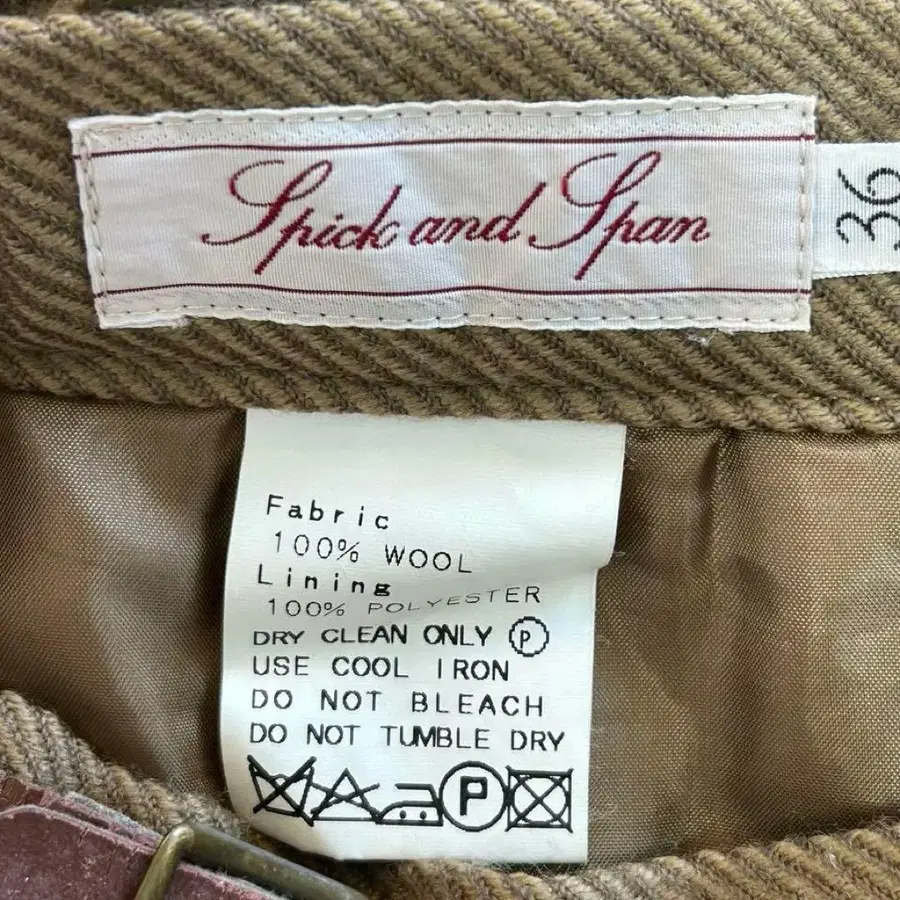 Spick and Span
36
Fabric
100% WOOL
Lining
100% POLYESTER
DRY CLEAN ONLY Ⓟ
USE COOL IRON
DO NOT BLEACH
DO NOT TUMBLE DRY
P